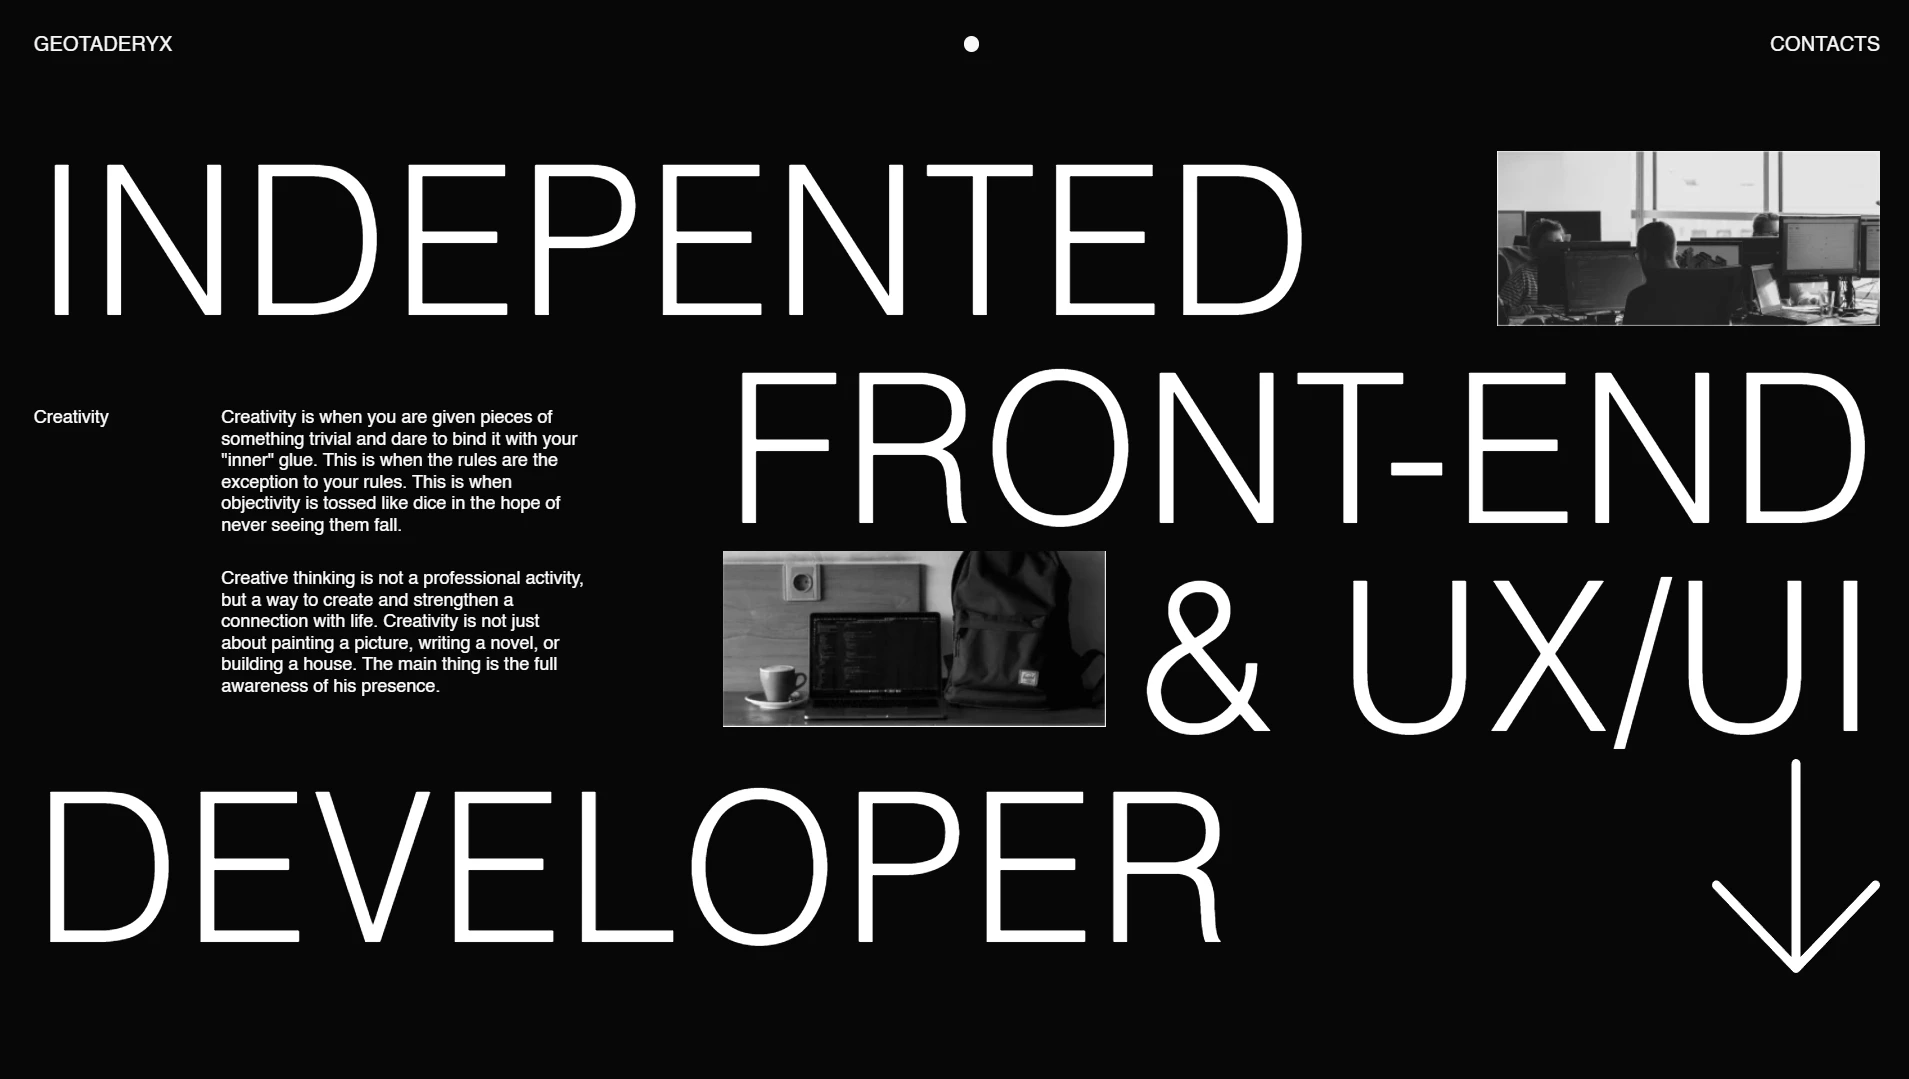 GEOTADERYX
CONTACTS
INDEPENTED
FRONT-END
Creativity
Creativity is when you are given pieces of
something trivial and dare to bind it with your
"inner" glue. This is when the rules are the
exception to your rules. This is when
objectivity is tossed like dice in the hope of
never seeing them fall.
Creative thinking is not a professional activity,
but a way to create and strengthen a
connection with life. Creativity is not just
about painting a picture, writing a novel, or
building a house. The main thing is the full
awareness of his presence.
& UX/UI
DEVELOPER